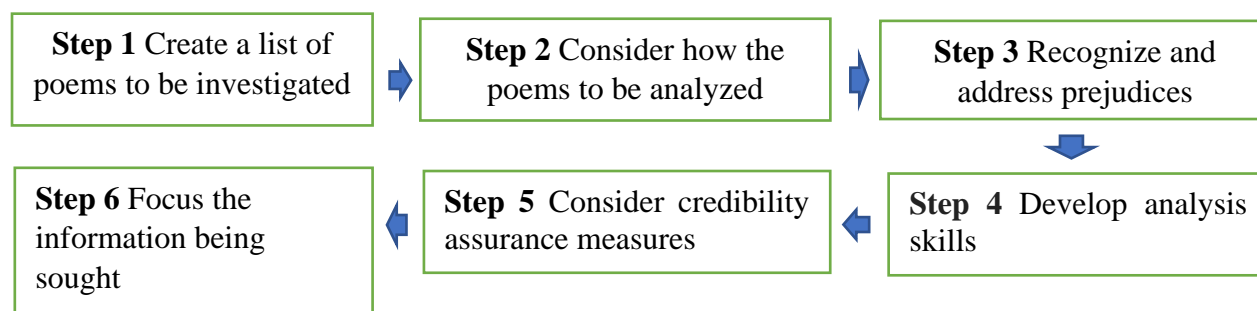 Step 1 Create a list of
poems to be investigated
Step 2 Consider how the
poems to be analyzed
Step 3 Recognize and
address prejudices
Step 4 Develop analysis
skills
Step 5 Consider credibility
assurance measures
Step 6 Focus the
information being
sought